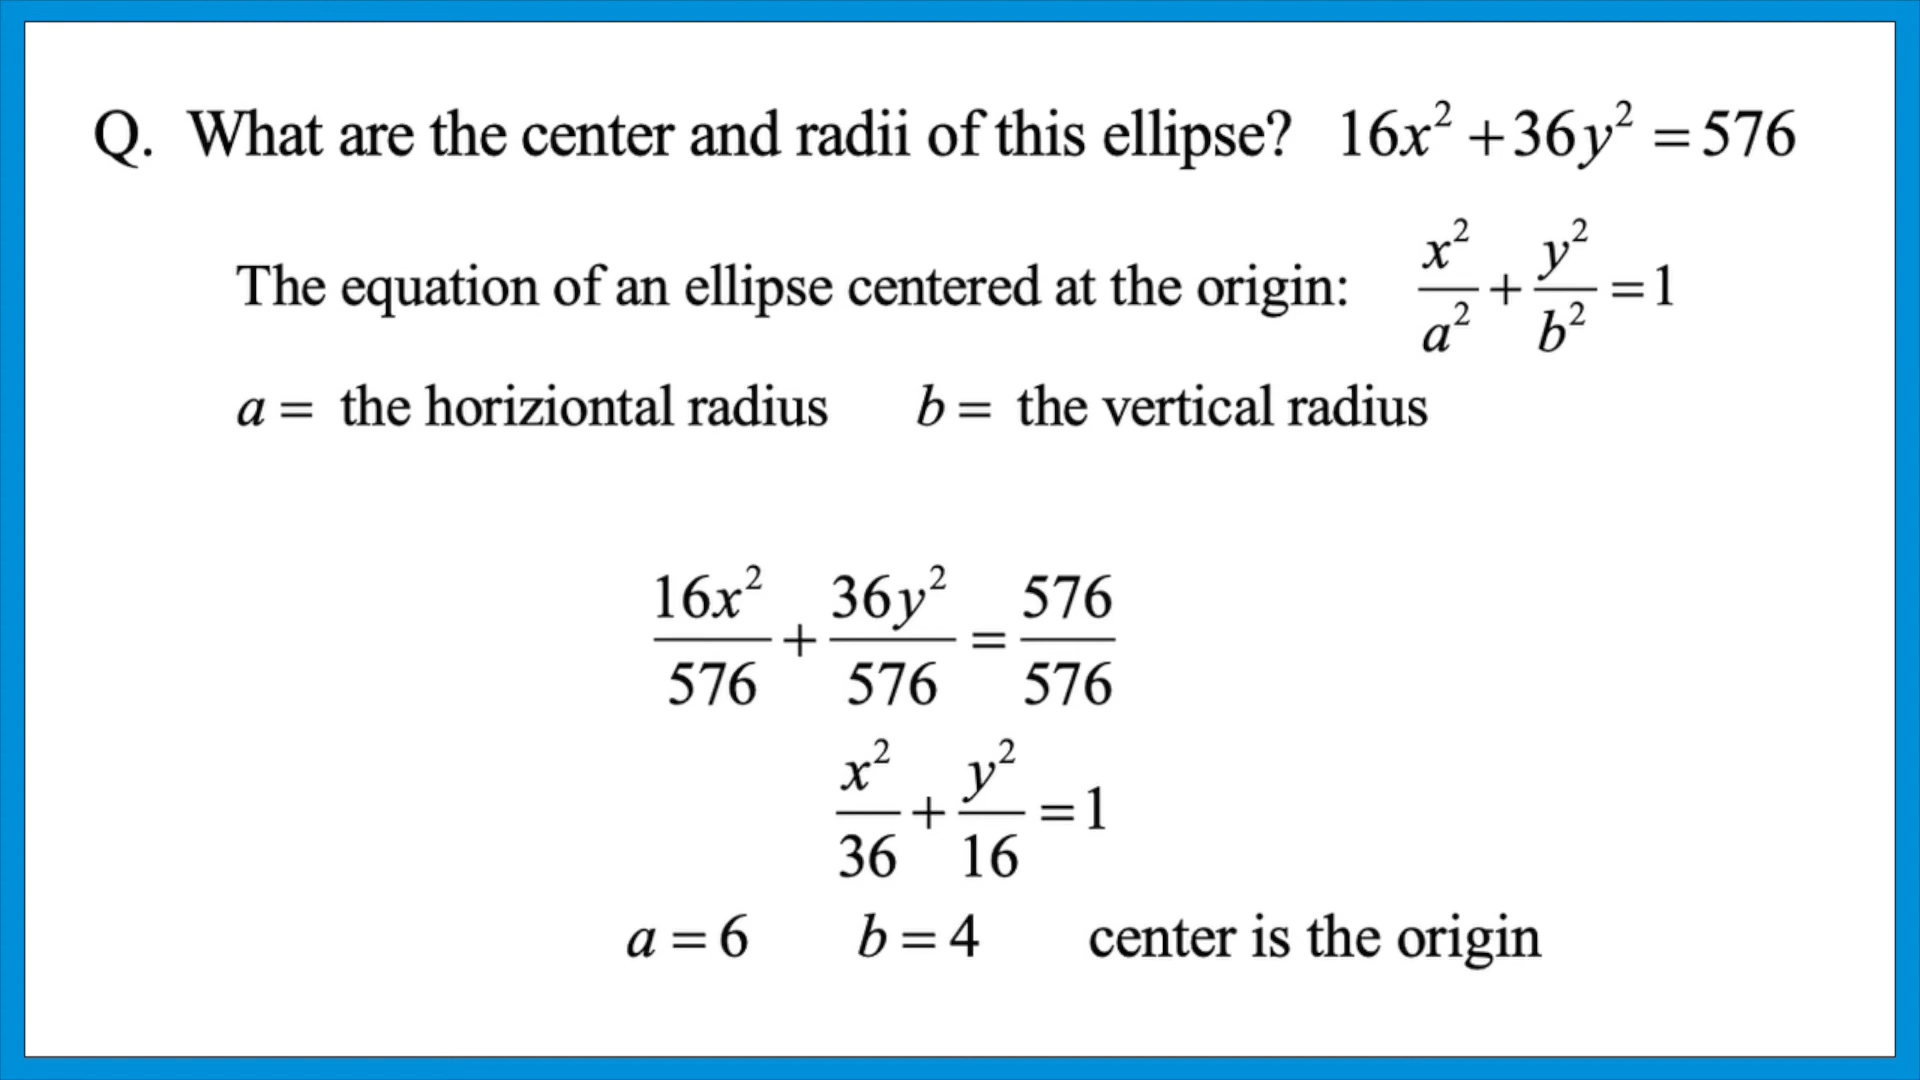 Q. What are the center and radii of this ellipse? 16x² + 36y² = 576
The equation of an ellipse centered at the origin: x²/a² + y²/b² = 1
a = the horiziontal radius b = the vertical radius
16x²/576 + 36y²/576 = 576/576
x²/36 + y²/16 = 1
a = 6 b = 4 center is the origin